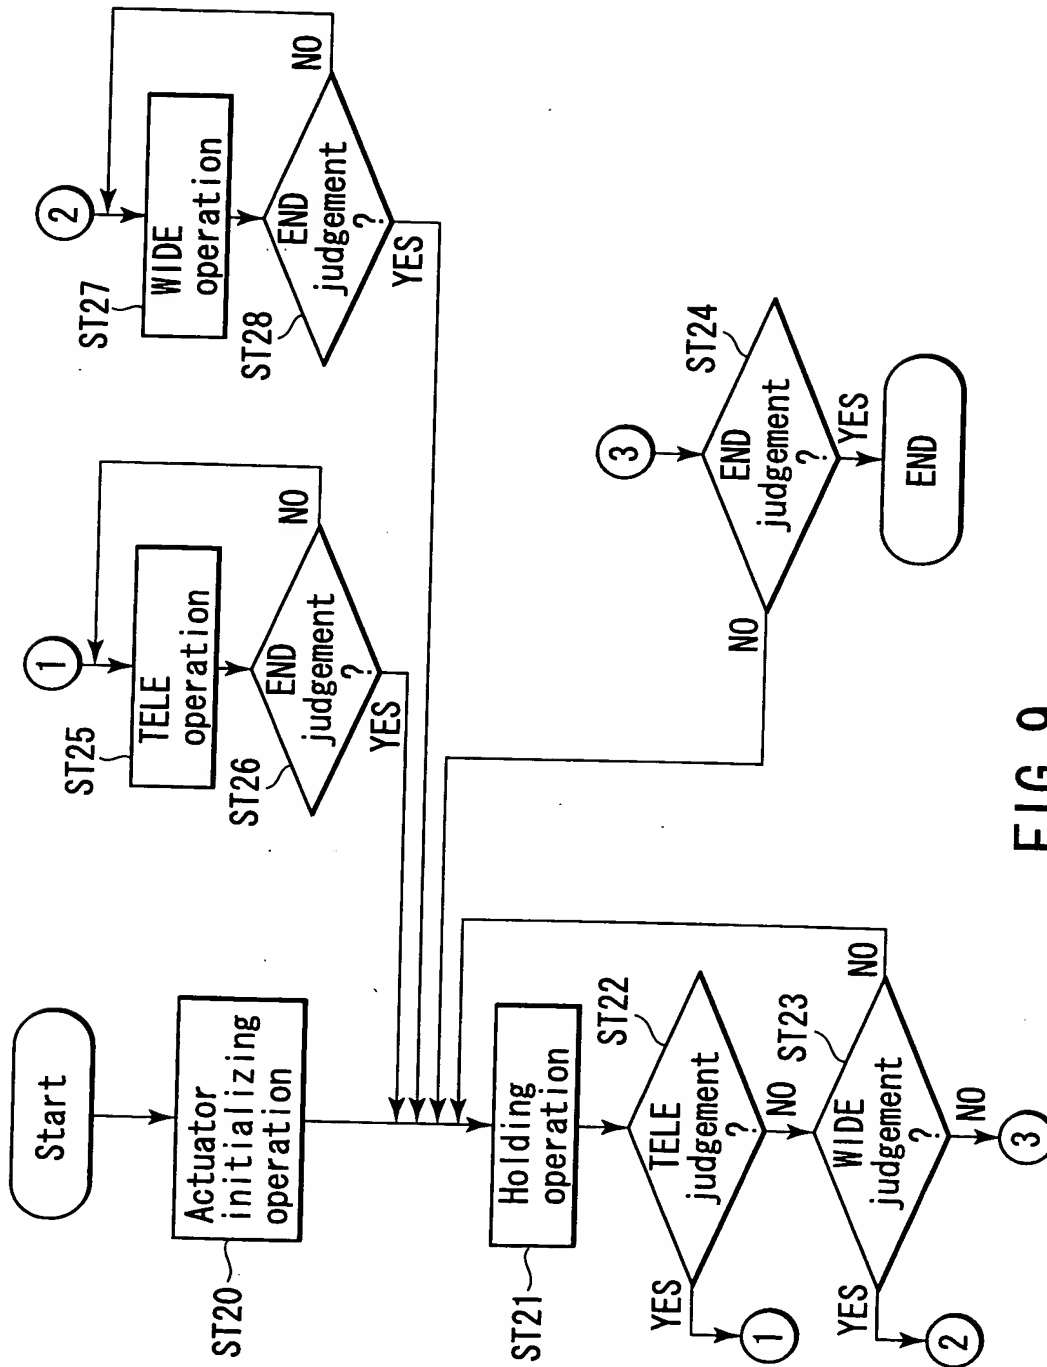 Start
Actuator
initializing
operation
ST20
Holding
operation
ST21
TELE
judgement
?
ST22
YES
NO
1
WIDE
judgement
?
ST23
YES
NO
NO
2
3
1
TELE
operation
ST25
END
judgement
?
ST26
NO
YES
2
WIDE
operation
ST27
END
judgement
?
ST28
NO
YES
3
END
judgement
?
ST24
NO
YES
END
FIG. 9